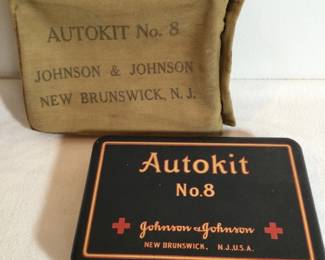 AUTOKIT No. 8
JOHNSON & JOHNSON
NEW BRUNSWICK, N. J.
Autokit
No.8
Johnson & Johnson
NEW BRUNSWICK, N.J., U.S.A.